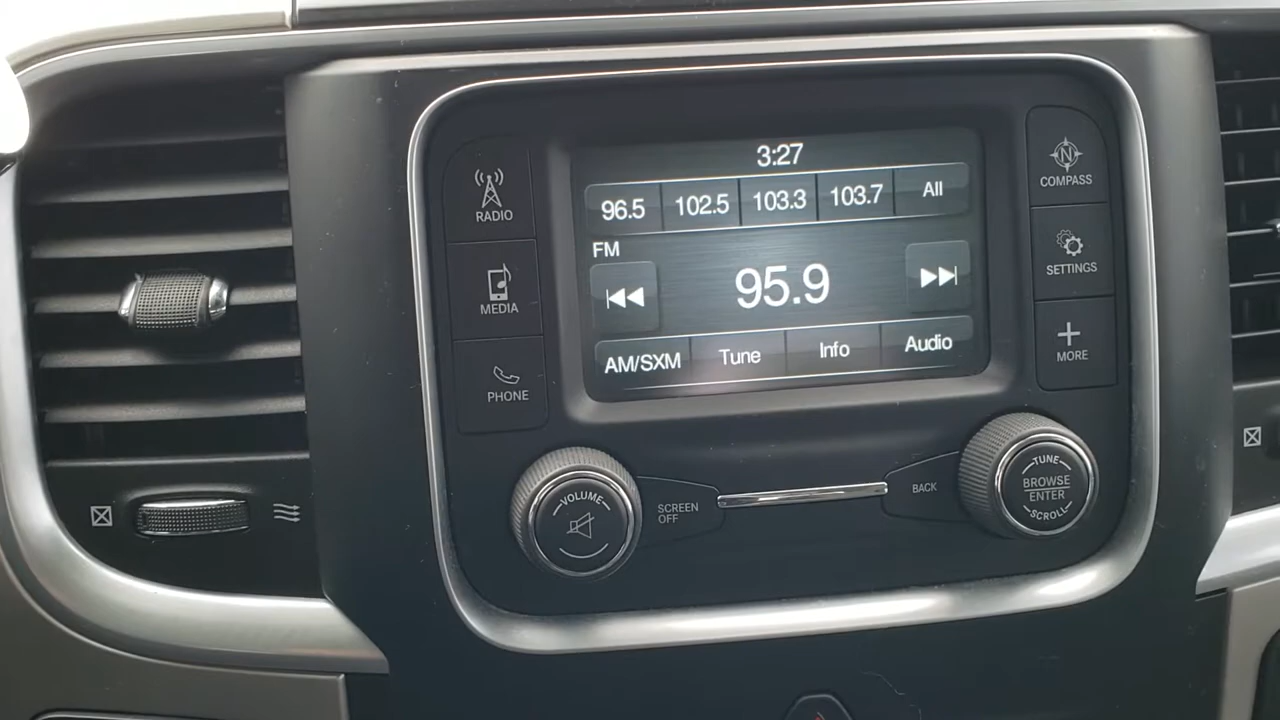 3:27
96.5 102.5 103.3 103.7 All
FM
95.9
AM/SXM Tune Info Audio
RADIO
MEDIA
PHONE
N
COMPASS
SETTINGS
MORE
VOLUME
SCREEN
OFF
BACK
TUNE
BROWSE
ENTER
SCROLL